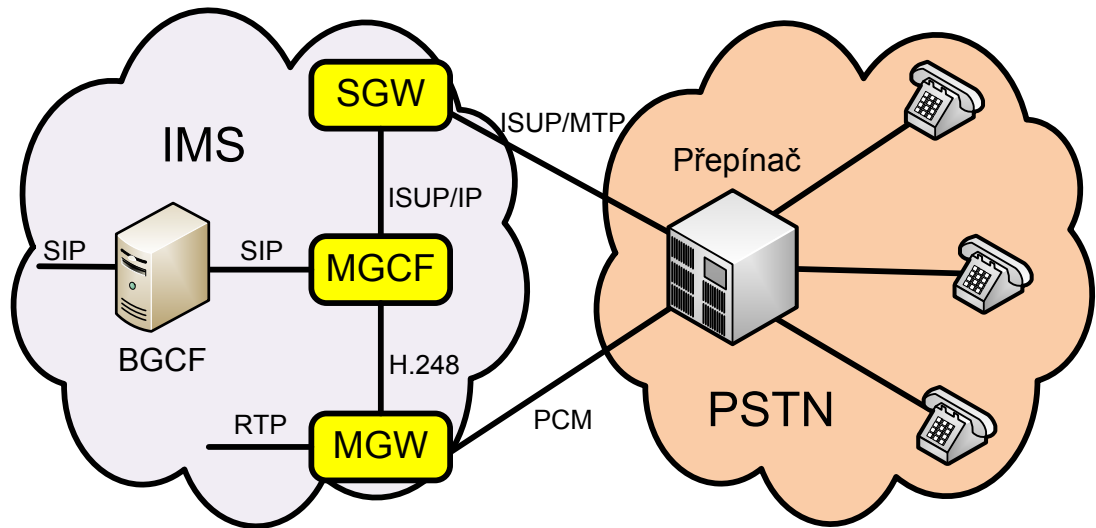 SGW
ISUP/MTP
IMS
Přepínač
ISUP/IP
SIP
SIP
MGCF
BGCF
H.248
RTP
MGW
PCM
PSTN